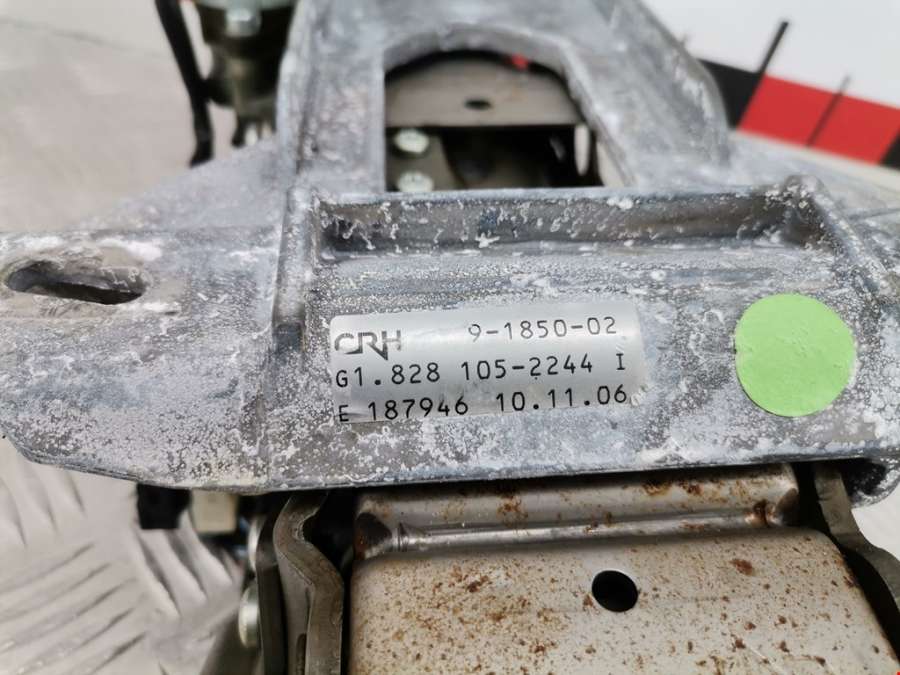 CRH 9-1850-02
G1.828 105-2244 I
E 187946 10.11.06